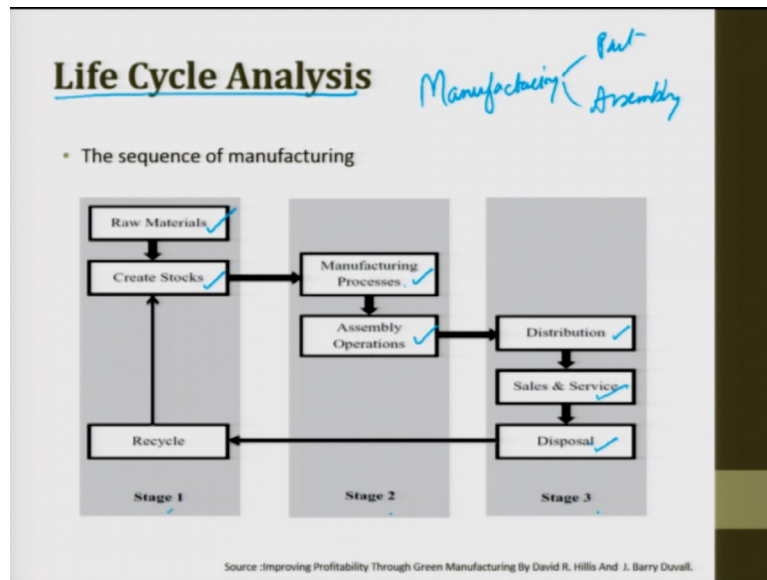 Life Cycle Analysis
Manufacturing
Part
Assembly
• The sequence of manufacturing
Raw Materials
Create Stocks
Recycle
Stage 1
Manufacturing
Processes.
Assembly
Operations
Stage 2
Distribution
Sales & Service
Disposal
Stage 3
Source :Improving Profitability Through Green Manufacturing By David R. Hillis And J. Barry Duvall.